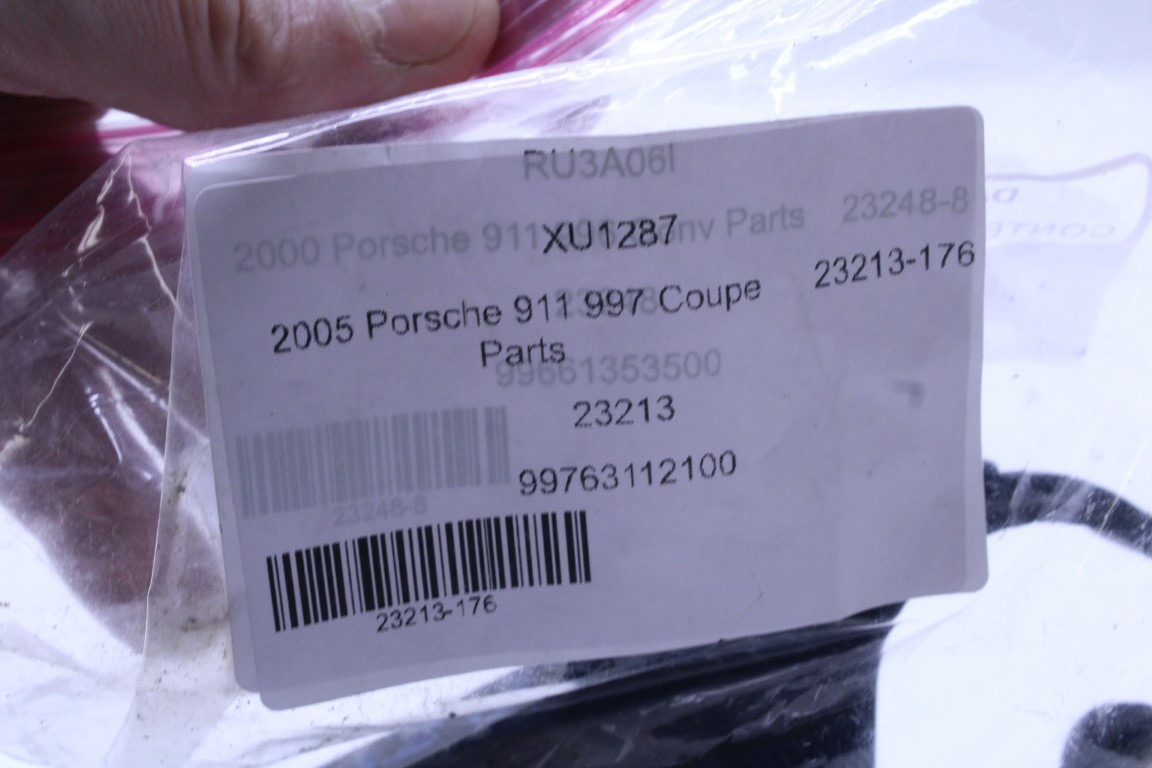 RU3A06I
2000 Porsche 911 Conv Parts 23248-8
XU1287
23213-176
2005 Porsche 911 997 Coupe
Parts
99661353500
23213
99763112100
23248-8
23213-176